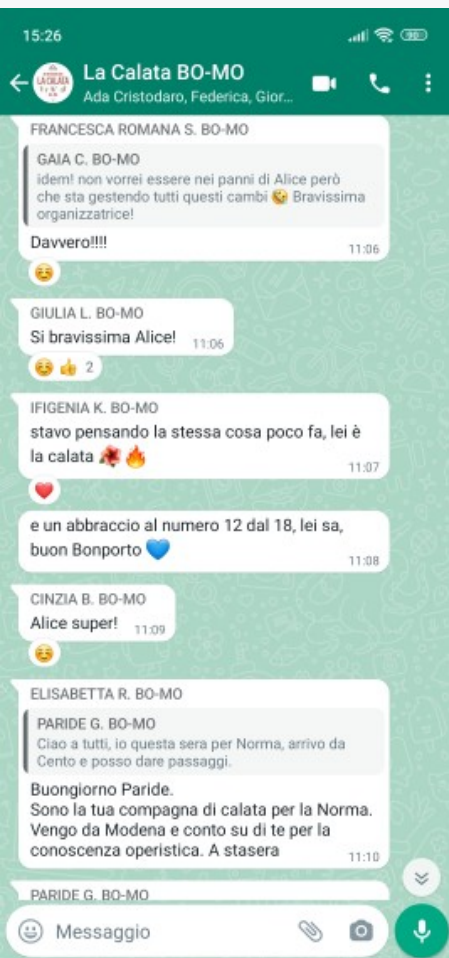 15:26
90
La Calata BO-MO
Ada Cristodaro, Federica, Gior...
LA CALATA
FRANCESCA ROMANA S. BO-MO
GAIA C. BO-MO
idem! non vorrei essere nei panni di Alice però
che sta gestendo tutti questi cambi 🤪 Bravissima
organizzatrice!
Davvero!!!!
11:06
☺️
GIULIA L. BO-MO
Si bravissima Alice! 11:06
☺️👍 2
IFIGENIA K. BO-MO
stavo pensando la stessa cosa poco fa, lei è
la calata 🌺🔥
11:07
❤️
e un abbraccio al numero 12 dal 18, lei sa,
buon Bonporto 💙
11:08
CINZIA B. BO-MO
Alice super! 11:09
☺️
ELISABETTA R. BO-MO
PARIDE G. BO-MO
Ciao a tutti, io questa sera per Norma, arrivo da
Cento e posso dare passaggi.
Buongiorno Paride.
Sono la tua compagna di calata per la Norma.
Vengo da Modena e conto su di te per la
conoscenza operistica. A stasera
11:10
PARIDE G. BO-MO
Messaggio